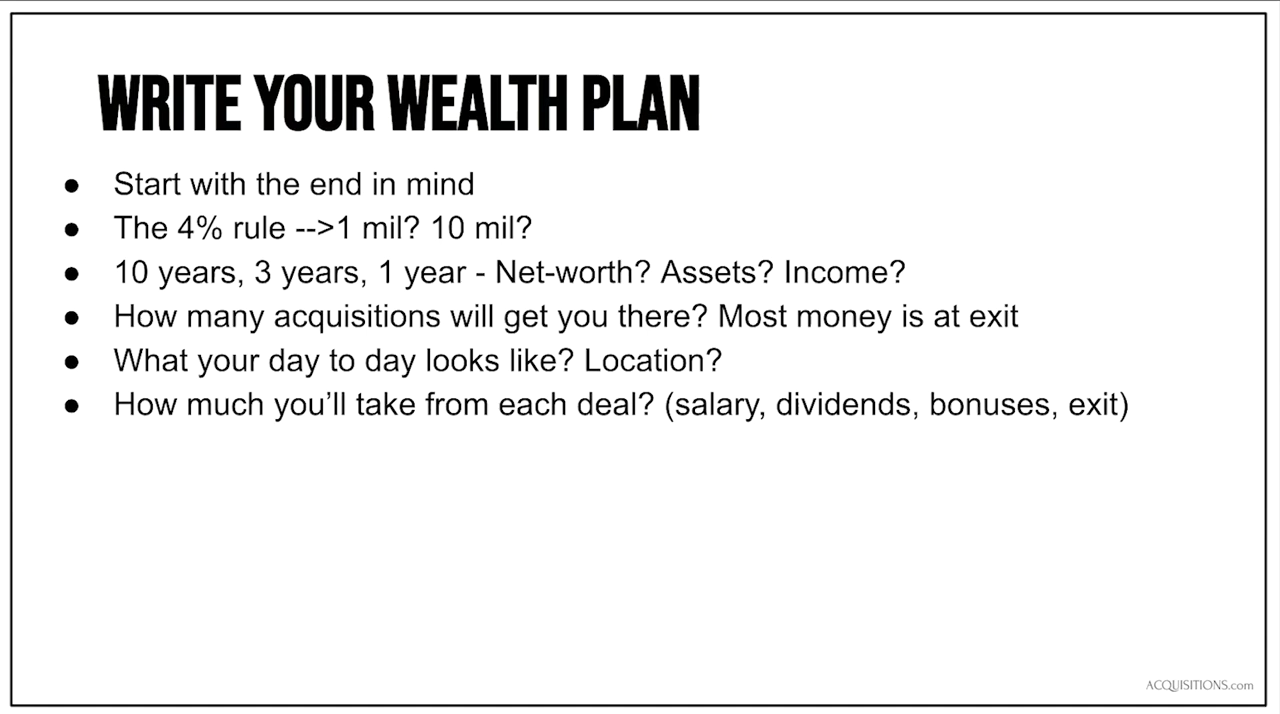 WRITE YOUR WEALTH PLAN
● Start with the end in mind
● The 4% rule -->1 mil? 10 mil?
● 10 years, 3 years, 1 year - Net-worth? Assets? Income?
● How many acquisitions will get you there? Most money is at exit
● What your day to day looks like? Location?
● How much you’ll take from each deal? (salary, dividends, bonuses, exit)
ACQUISITIONS.com